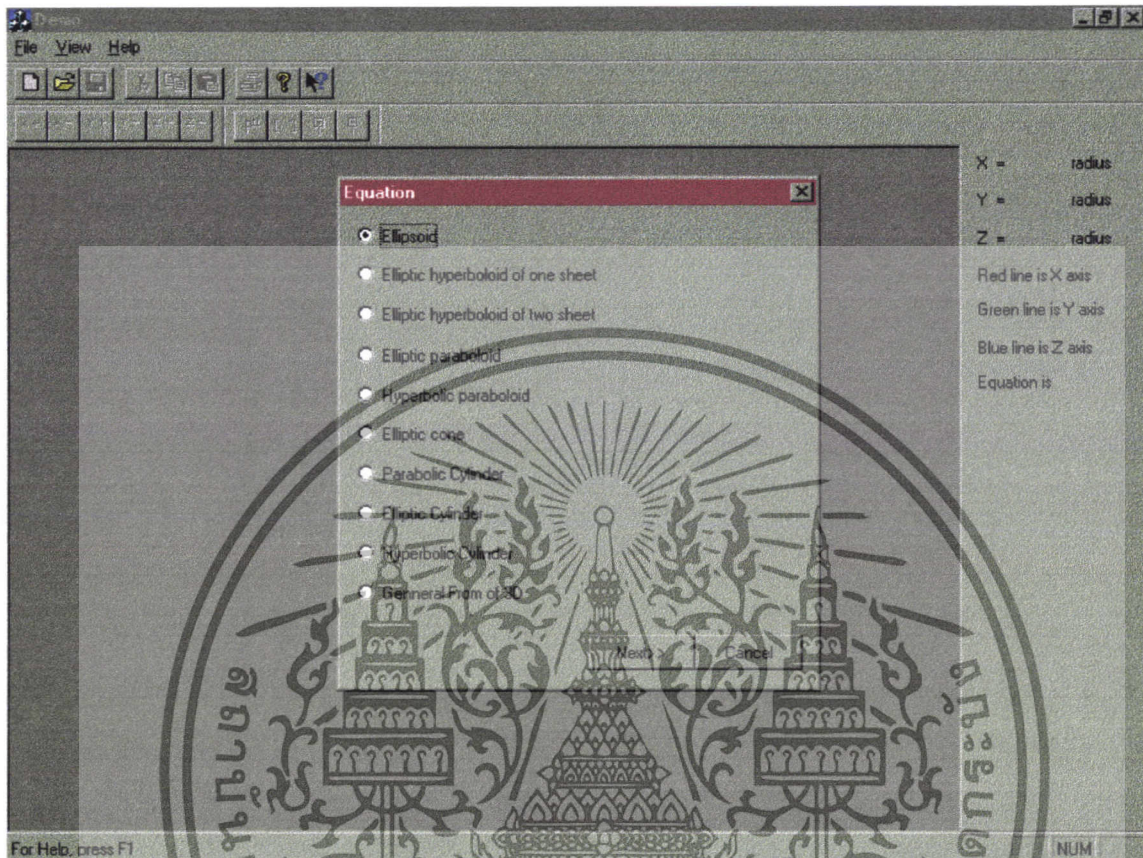 File View Help
Equation
Ellipsoid
Elliptic hyperboloid of one sheet
Elliptic hyperboloid of two sheet
Elliptic paraboloid
Hyperbolic paraboloid
Elliptic cone
Parabolic Cylinder
Elliptic Cylinder
Hyperbolic Cylinder
Genneral From of 3D
Next > Cancel
X = radius
Y = radius
Z = radius
Red line is X axis
Green line is Y axis
Blue line is Z axis
Equation is
For Help, press F1
NUM